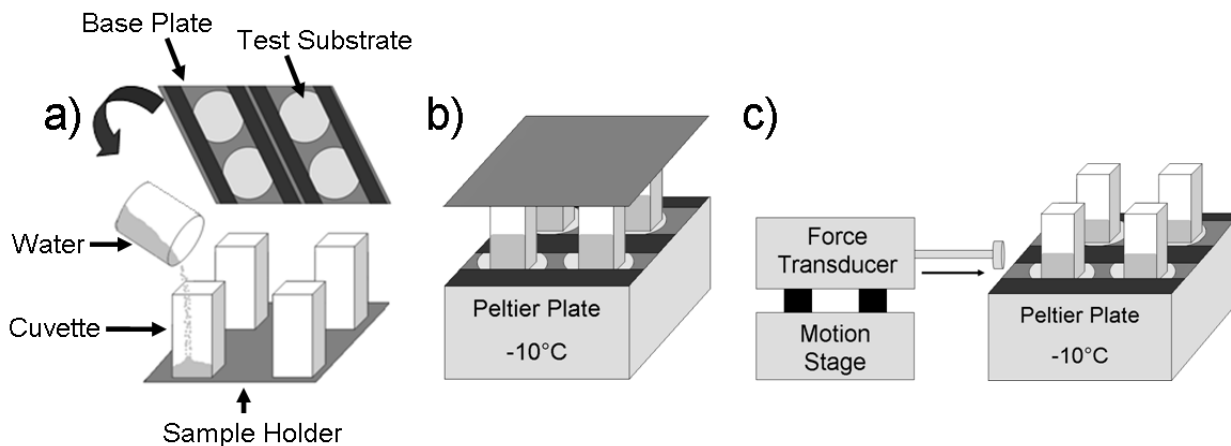 a)
Base Plate
Test Substrate
Water
Cuvette
Sample Holder
b)
Peltier Plate
-10°C
c)
Force
Transducer
Motion
Stage
Peltier Plate
-10°C